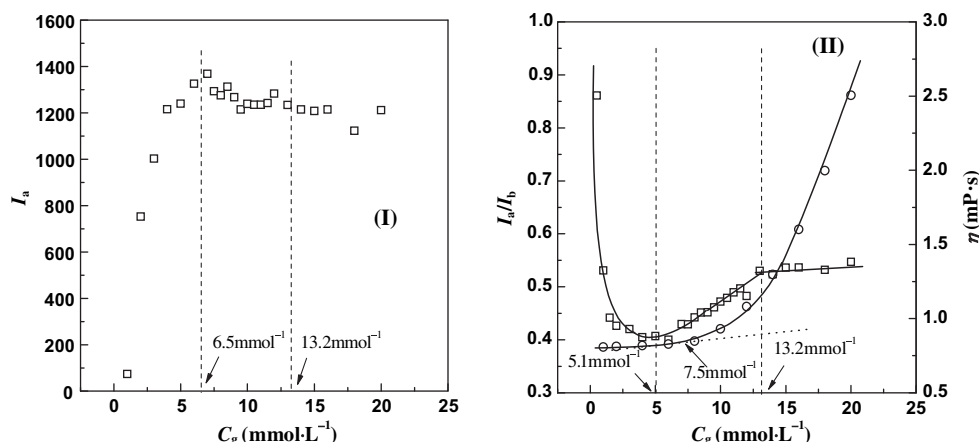 1600
1400
1200
1000
800
600
400
200
0
I_a
(I)
6.5mmol⁻¹
13.2mmol⁻¹
0 5 10 15 20 25
C_g (mmol·L⁻¹)
(II)
0.9
0.8
0.7
0.6
0.5
0.4
0.3
I_a/I_b
3.0
2.5
2.0
1.5
1.0
0.5
η (mP·s)
5.1mmol⁻¹
7.5mmol⁻¹
13.2mmol⁻¹
0 5 10 15 20 25
C_g (mmol·L⁻¹)